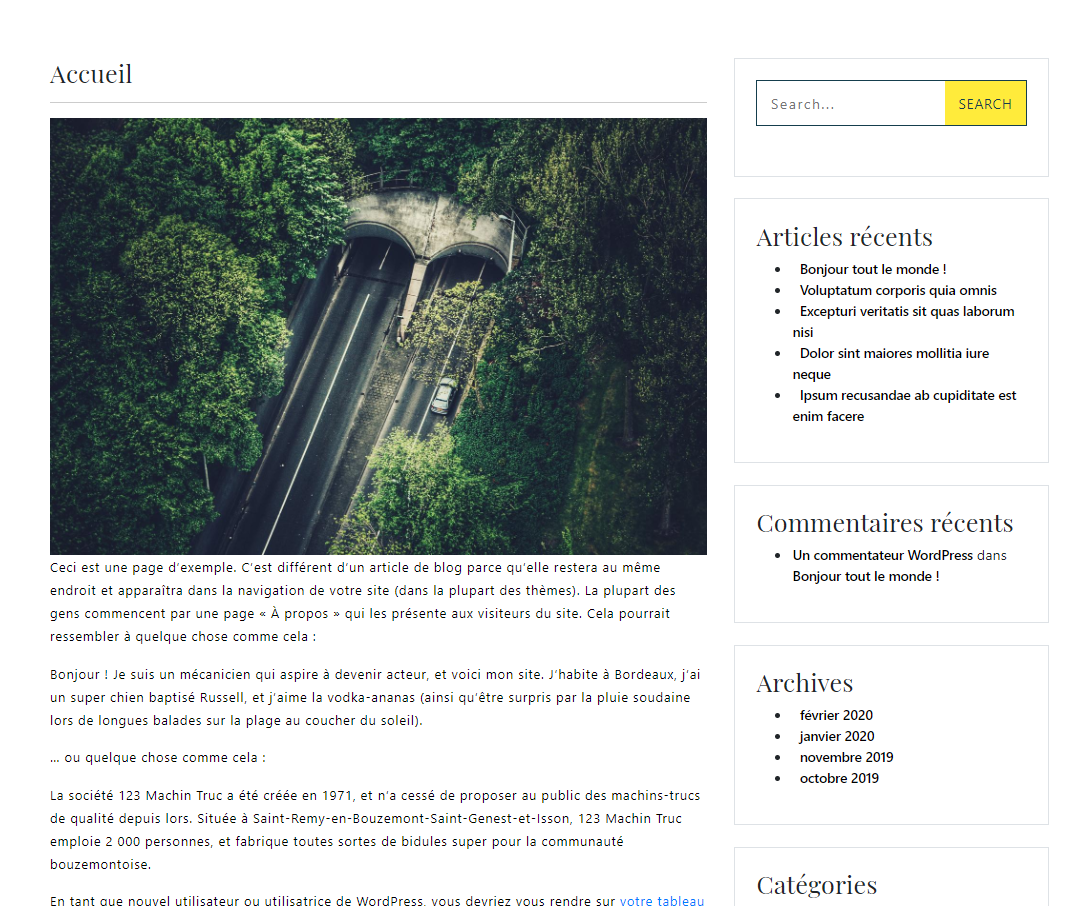 Accueil
Ceci est une page d’exemple. C’est différent d’un article de blog parce qu’elle restera au même
endroit et apparaîtra dans la navigation de votre site (dans la plupart des thèmes). La plupart des
gens commencent par une page « À propos » qui les présente aux visiteurs du site. Cela pourrait
ressembler à quelque chose comme cela :
Bonjour ! Je suis un mécanicien qui aspire à devenir acteur, et voici mon site. J’habite à Bordeaux, j’ai
un super chien baptisé Russell, et j’aime la vodka-ananas (ainsi qu’être surpris par la pluie soudaine
lors de longues balades sur la plage au coucher du soleil).
… ou quelque chose comme cela :
La société 123 Machin Truc a été créée en 1971, et n’a cessé de proposer au public des machins-trucs
de qualité depuis lors. Située à Saint-Remy-en-Bouzemont-Saint-Genest-et-Isson, 123 Machin Truc
emploie 2 000 personnes, et fabrique toutes sortes de bidules super pour la communauté
bouzemontoise.
En tant que nouvel utilisateur ou utilisatrice de WordPress, vous devriez vous rendre sur votre tableau
Search...
SEARCH
Articles récents
Bonjour tout le monde !
Voluptatum corporis quia omnis
Excepturi veritatis sit quas laborum
nisi
Dolor sint maiores mollitia iure
neque
Ipsum recusandae ab cupiditate est
enim facere
Commentaires récents
Un commentateur WordPress dans
Bonjour tout le monde !
Archives
février 2020
janvier 2020
novembre 2019
octobre 2019
Catégories